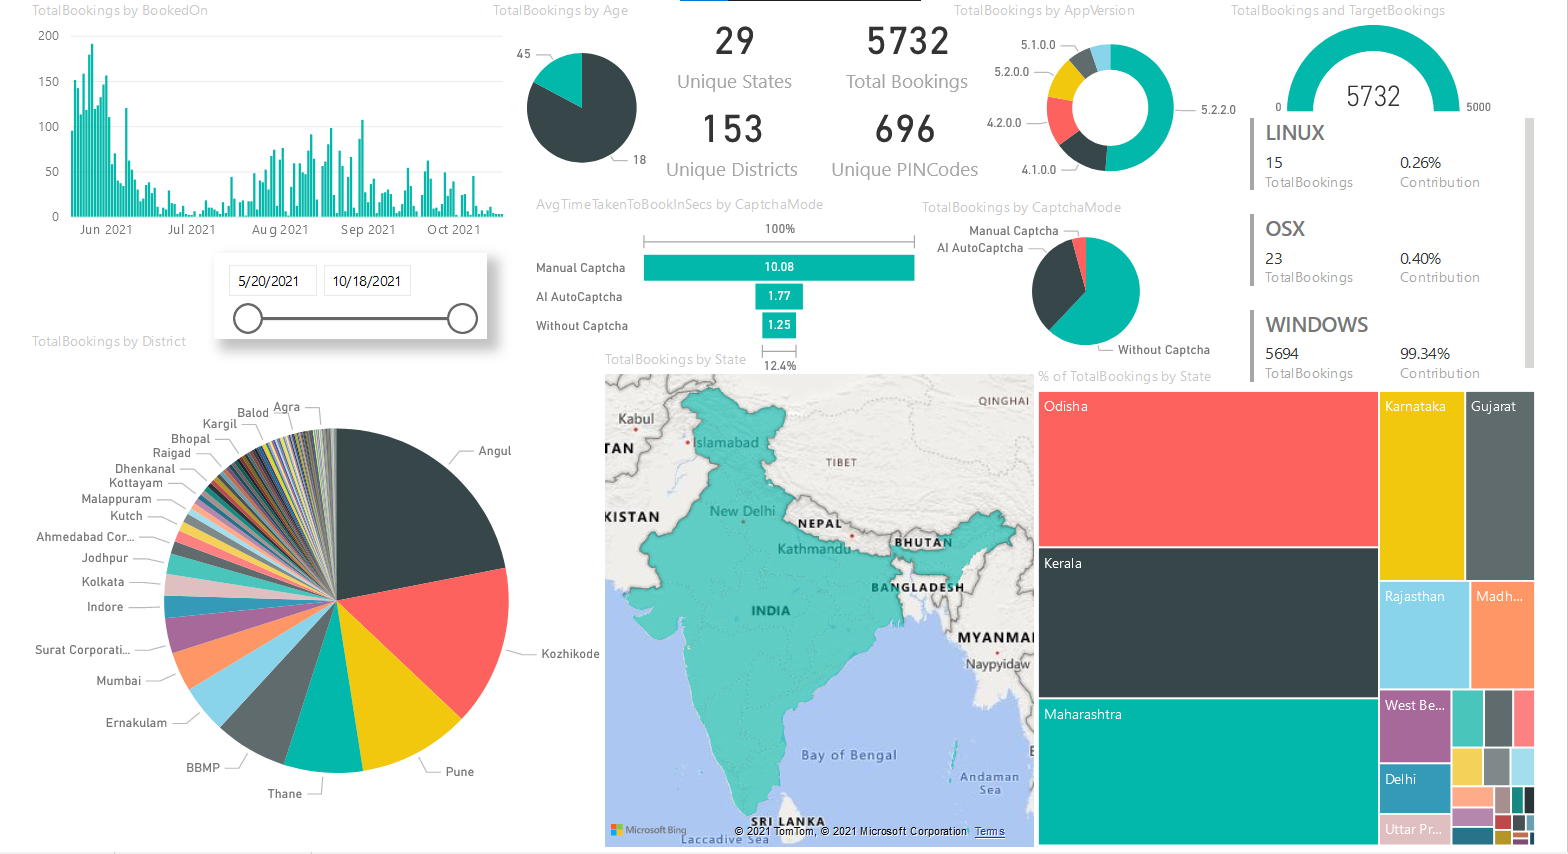 TotalBookings by BookedOn
200
150
100
50
0
Jun 2021
Jul 2021
Aug 2021
Sep 2021
Oct 2021
5/20/2021
10/18/2021
TotalBookings by Age
45
18
29
Unique States
5732
Total Bookings
153
Unique Districts
696
Unique PINCodes
TotalBookings by AppVersion
5.1.0.0
5.2.0.0
4.2.0.0
4.1.0.0
5.2.2.0
TotalBookings and TargetBookings
5732
0
5000
LINUX
15
0.26%
TotalBookings
Contribution
OSX
23
0.40%
TotalBookings
Contribution
WINDOWS
5694
99.34%
TotalBookings
Contribution
AvgTimeTakenToBookInSecs by CaptchaMode
100%
Manual Captcha
10.08
AI AutoCaptcha
1.77
Without Captcha
1.25
12.4%
TotalBookings by CaptchaMode
Manual Captcha
AI AutoCaptcha
Without Captcha
TotalBookings by District
Agra
Balod
Kargil
Bhopal
Raigad
Dhenkanal
Kottayam
Malappuram
Kutch
Ahmedabad Cor...
Jodhpur
Kolkata
Indore
Surat Corporati...
Mumbai
Ernakulam
BBMP
Thane
Pune
Kozhikode
Angul
TotalBookings by State
QINGHAI
Kabul
Islamabad
TAN
TIBET
KISTAN
New Delhi
NEPAL
Kathmandu
BHUTAN
BANGLADESH
INDIA
MYANMAI
Naypyidaw
Bay of Bengal
Andaman
Sea
SRI LANKA
Laccadive Sea
Microsoft Bing
© 2021 TomTom, © 2021 Microsoft Corporation Terms
% of TotalBookings by State
Odisha
Karnataka
Gujarat
Kerala
Rajasthan
Madh...
Maharashtra
West Be...
Delhi
Uttar Pr...